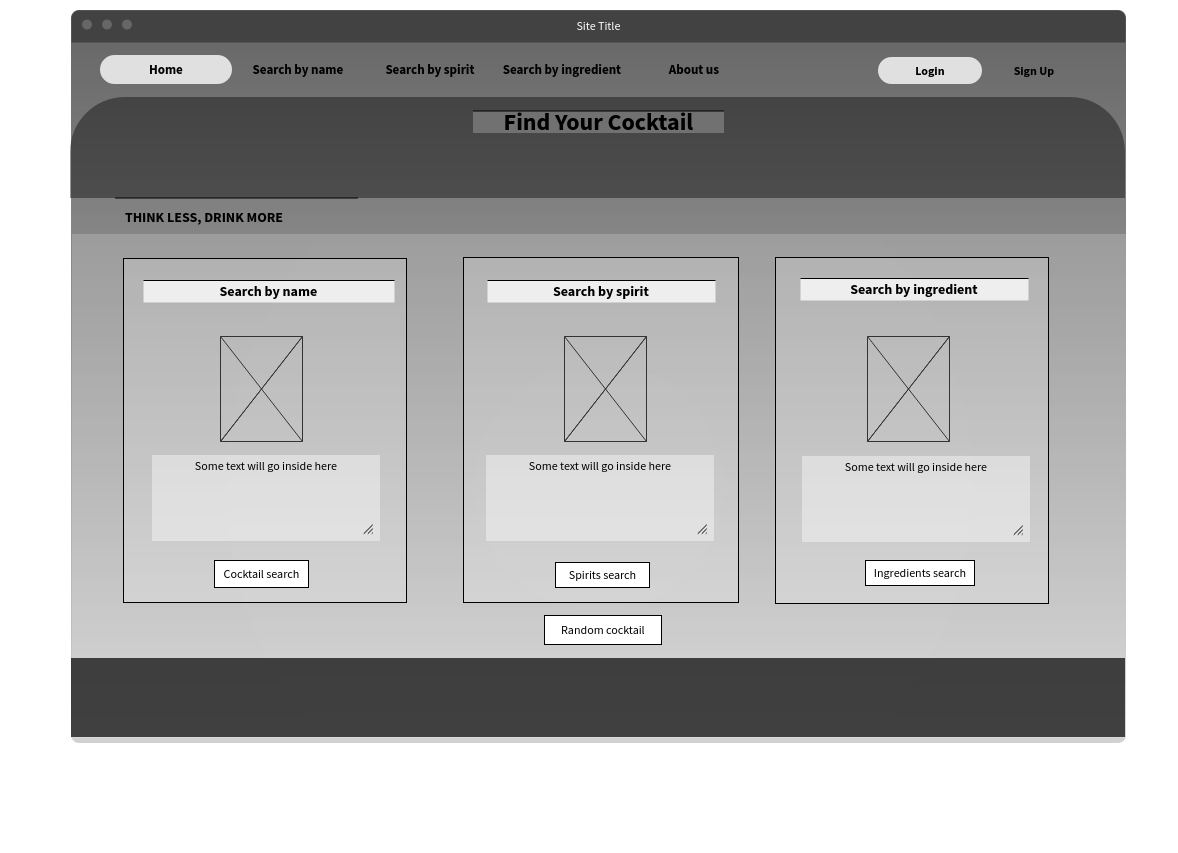 Site Title
Home Search by name Search by spirit Search by ingredient About us Login Sign Up
Find Your Cocktail
THINK LESS, DRINK MORE
Search by name Search by spirit Search by ingredient
Some text will go inside here Some text will go inside here Some text will go inside here
Cocktail search Spirits search Ingredients search
Random cocktail